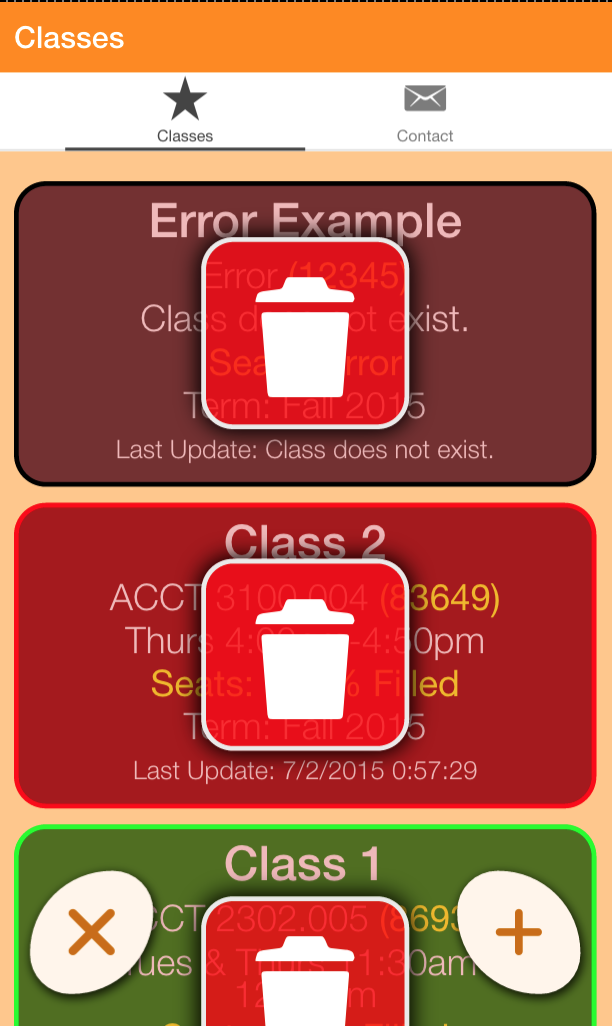 Classes
Classes
Contact
Error Example
Error (12345)
Class does not exist.
Seats: Error
Term: Fall 2015
Last Update: Class does not exist.
Class 2
ACCT 3100.004 (83649)
Thurs 4:00pm-4:50pm
Seats: % Filled
Term: Fall 2015
Last Update: 7/2/2015 0:57:29
Class 1
ACCT 2302.005
Tues & Thurs